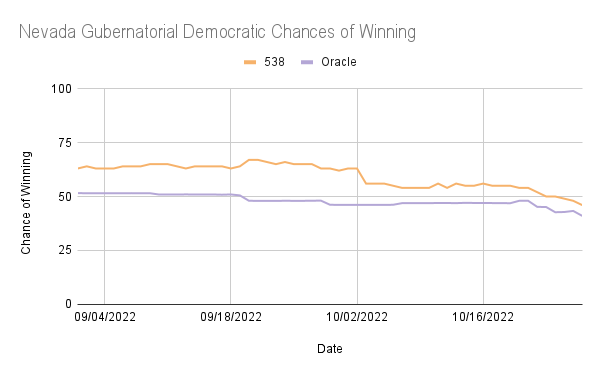 Nevada Gubernatorial Democratic Chances of Winning
538 Oracle
100
75
50
25
0
Chance of Winning
09/04/2022 09/18/2022 10/02/2022 10/16/2022
Date